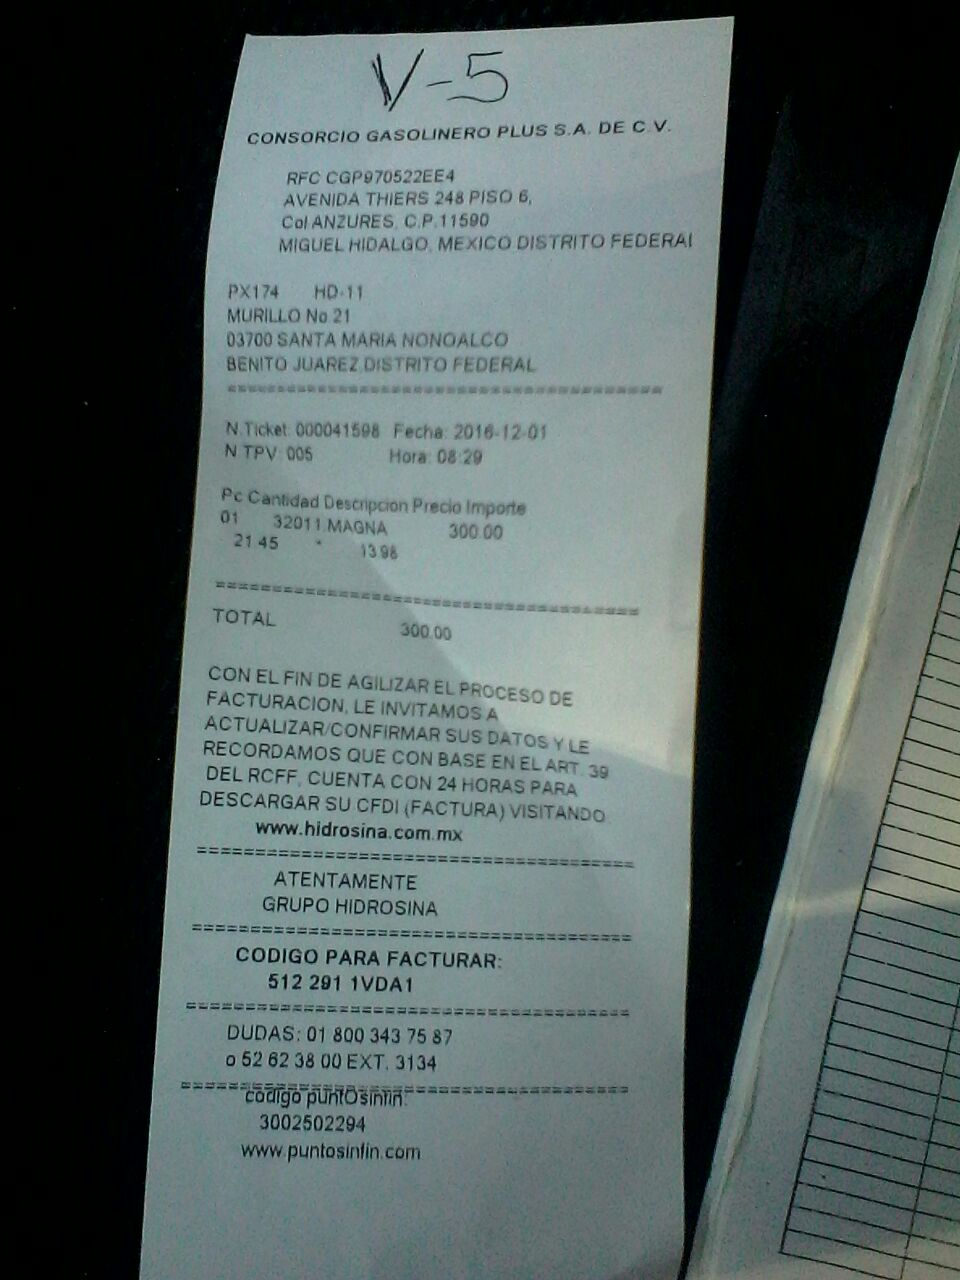 V-5
CONSORCIO GASOLINERO PLUS S.A. DE C.V.
RFC CGP970522EE4
AVENIDA THIERS 248 PISO 6,
Col ANZURES, C.P.11590
MIGUEL HIDALGO, MEXICO DISTRITO FEDERAl
PX174 HD-11
MURILLO No 21
03700 SANTA MARIA NONOALCO
BENITO JUAREZ,DISTRITO FEDERAL
==========================================
N.Ticket: 000041598 Fecha: 2016-12-01
N TPV: 005 Hora: 08:29
Pc Cantidad Descripcion Precio Importe
01 32011 MAGNA 300.00
21.45 * 13.98
==========================================
TOTAL 300.00
CON EL FIN DE AGILIZAR EL PROCESO DE
FACTURACION, LE INVITAMOS A
ACTUALIZAR/CONFIRMAR SUS DATOS Y LE
RECORDAMOS QUE CON BASE EN EL ART. 39
DEL RCFF, CUENTA CON 24 HORAS PARA
DESCARGAR SU CFDI (FACTURA) VISITANDO
www.hidrosina.com.mx
==========================================
ATENTAMENTE
GRUPO HIDROSINA
==========================================
CODIGO PARA FACTURAR:
512 291 1VDA1
==========================================
DUDAS: 01 800 343 75 87
o 52 62 38 00 EXT. 3134
==========================================
codigo puntOsinfin:
3002502294
www.puntosinfin.com